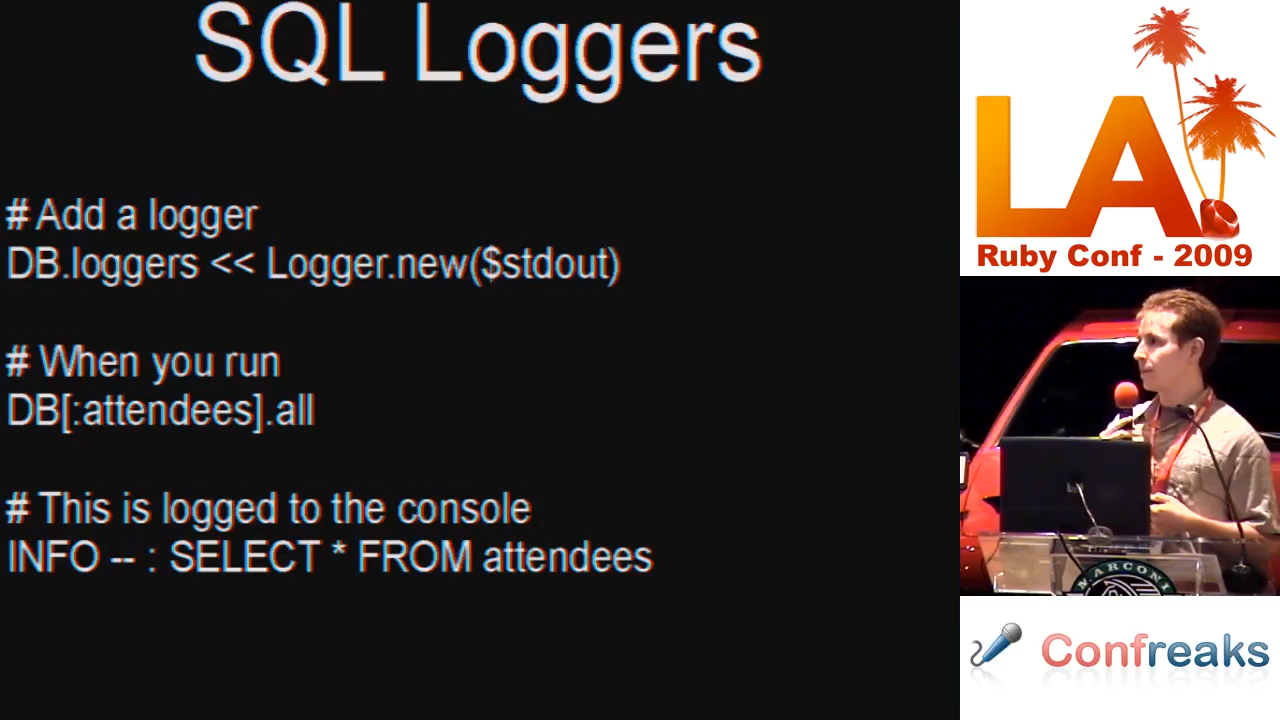 SQL Loggers
# Add a logger
DB.loggers << Logger.new($stdout)
# When you run
DB[:attendees].all
# This is logged to the console
INFO -- : SELECT * FROM attendees
LA
Ruby Conf - 2009
MARCONI
Confreaks